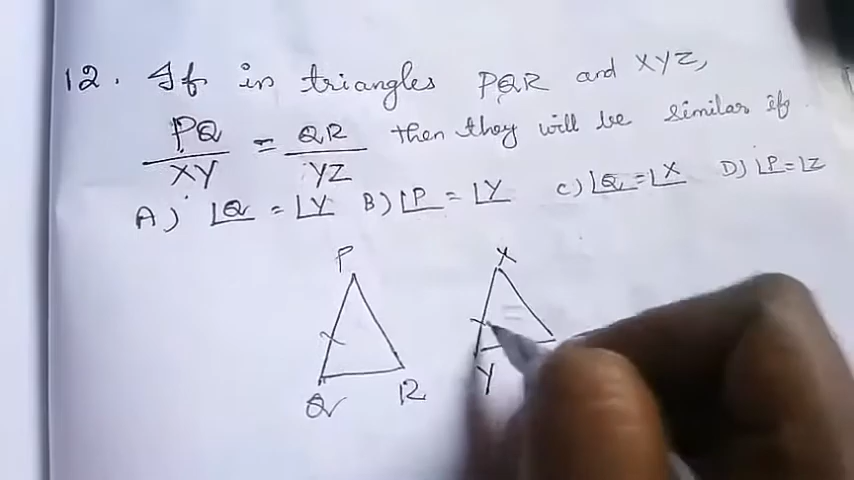 12. If in triangles PQR and XYZ,
PQ/XY = QR/YZ then they will be similar if
A) ∠Q = ∠Y B) ∠P = ∠Y C) ∠Q = ∠X D) ∠P = ∠Z
P X
Q R Y